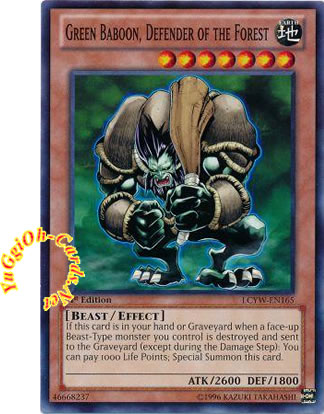 GREEN BABOON, DEFENDER OF THE FOREST
EARTH
地
YuGgiOh-Cards.Net
1st Edition
LCYW-EN165
[BEAST / EFFECT]
If this card is in your hand or Graveyard when a face-up
Beast-Type monster you control is destroyed and sent
to the Graveyard (except during the Damage Step): You
can pay 1000 Life Points; Special Summon this card.
ATK/2600 DEF/1800
46668237
©1996 KAZUKI TAKAHASHI